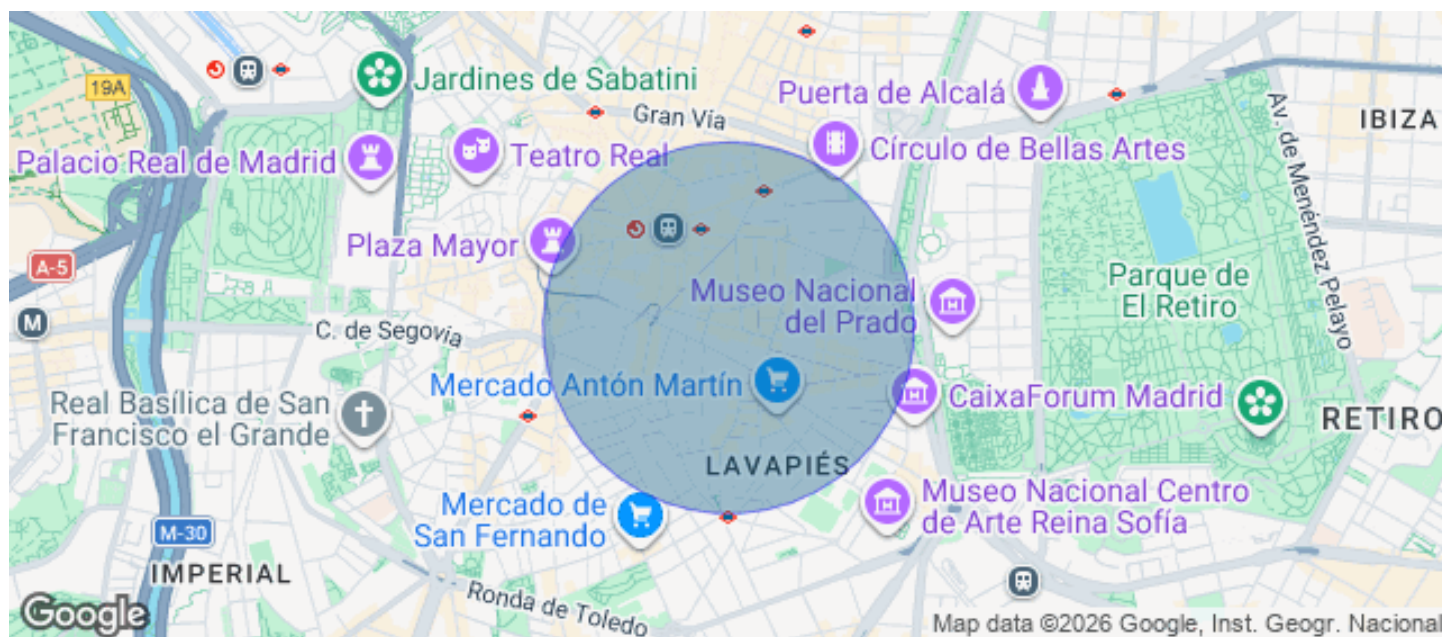 19A
Jardines de Sabatini
Gran Vía
Puerta de Alcalá
IBIZA
Av. de Menéndez Pelayo
Palacio Real de Madrid
Teatro Real
Círculo de Bellas Artes
Plaza Mayor
A-5
Museo Nacional
del Prado
Parque de
El Retiro
M
C. de Segovia
Mercado Antón Martín
Real Basílica de San
Francisco el Grande
CaixaForum Madrid
RETIRO
LAVAPIÉS
Mercado de
San Fernando
Museo Nacional Centro
de Arte Reina Sofía
M-30
IMPERIAL
Ronda de Toledo
Google
Map data ©2026 Google, Inst. Geogr. Nacional